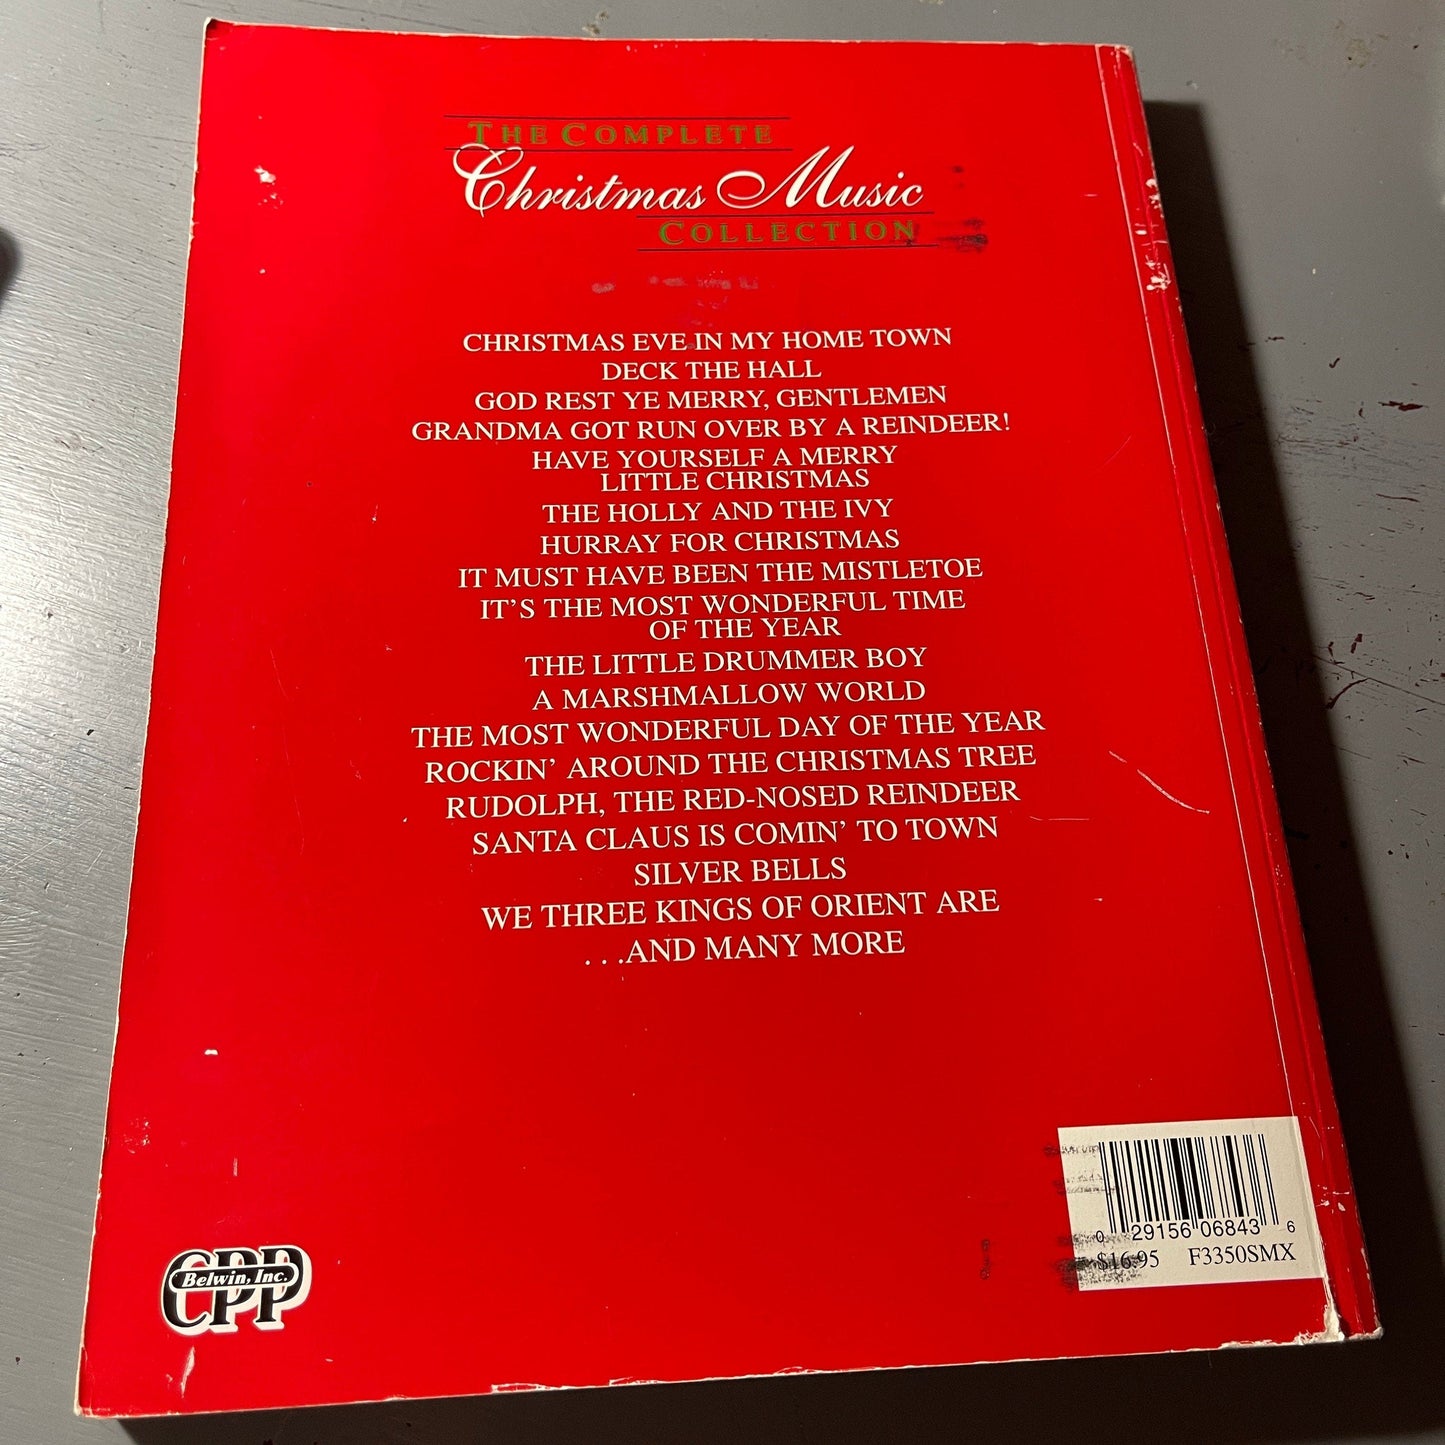 THE COMPLETE
Christmas Music
COLLECTION
CHRISTMAS EVE IN MY HOME TOWN
DECK THE HALL
GOD REST YE MERRY, GENTLEMEN
GRANDMA GOT RUN OVER BY A REINDEER!
HAVE YOURSELF A MERRY
LITTLE CHRISTMAS
THE HOLLY AND THE IVY
HURRAY FOR CHRISTMAS
IT MUST HAVE BEEN THE MISTLETOE
IT'S THE MOST WONDERFUL TIME
OF THE YEAR
THE LITTLE DRUMMER BOY
A MARSHMALLOW WORLD
THE MOST WONDERFUL DAY OF THE YEAR
ROCKIN' AROUND THE CHRISTMAS TREE
RUDOLPH, THE RED-NOSED REINDEER
SANTA CLAUS IS COMIN' TO TOWN
SILVER BELLS
WE THREE KINGS OF ORIENT ARE
. . .AND MANY MORE
0 29156 06843 6
$16.95 F3350SMX
CPP
Belwin, Inc.